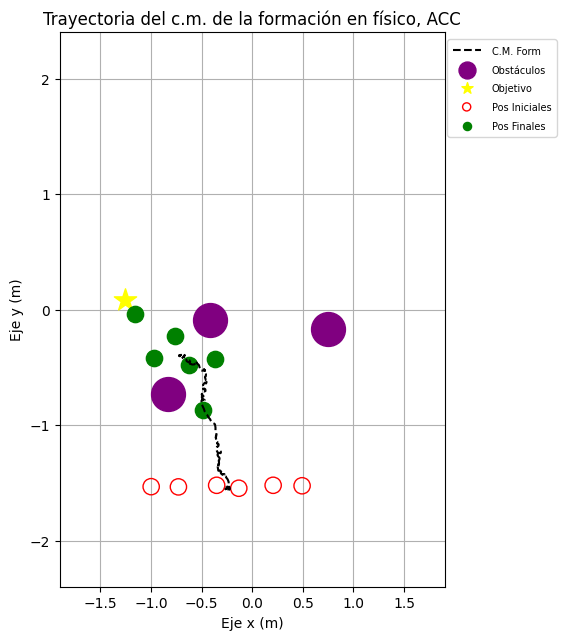 Trayectoria del c.m. de la formación en físico, ACC
C.M. Form
Obstáculos
Objetivo
Pos Iniciales
Pos Finales
2
1
0
−1
−2
Eje y (m)
−1.5 −1.0 −0.5 0.0 0.5 1.0 1.5
Eje x (m)